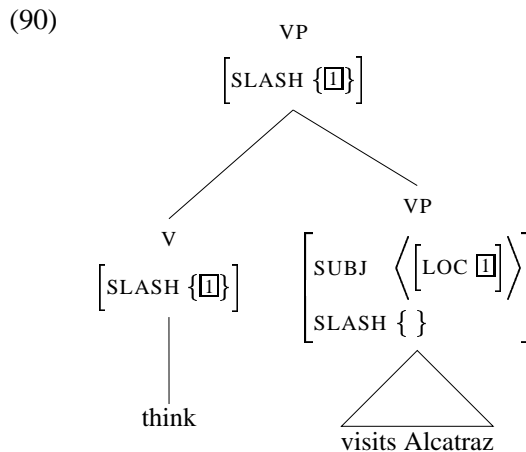 (90)
VP
[SLASH {1}]
V
VP
[SLASH {1}]
[SUBJ ⟨[LOC 1]⟩
SLASH { }]
think
visits Alcatraz